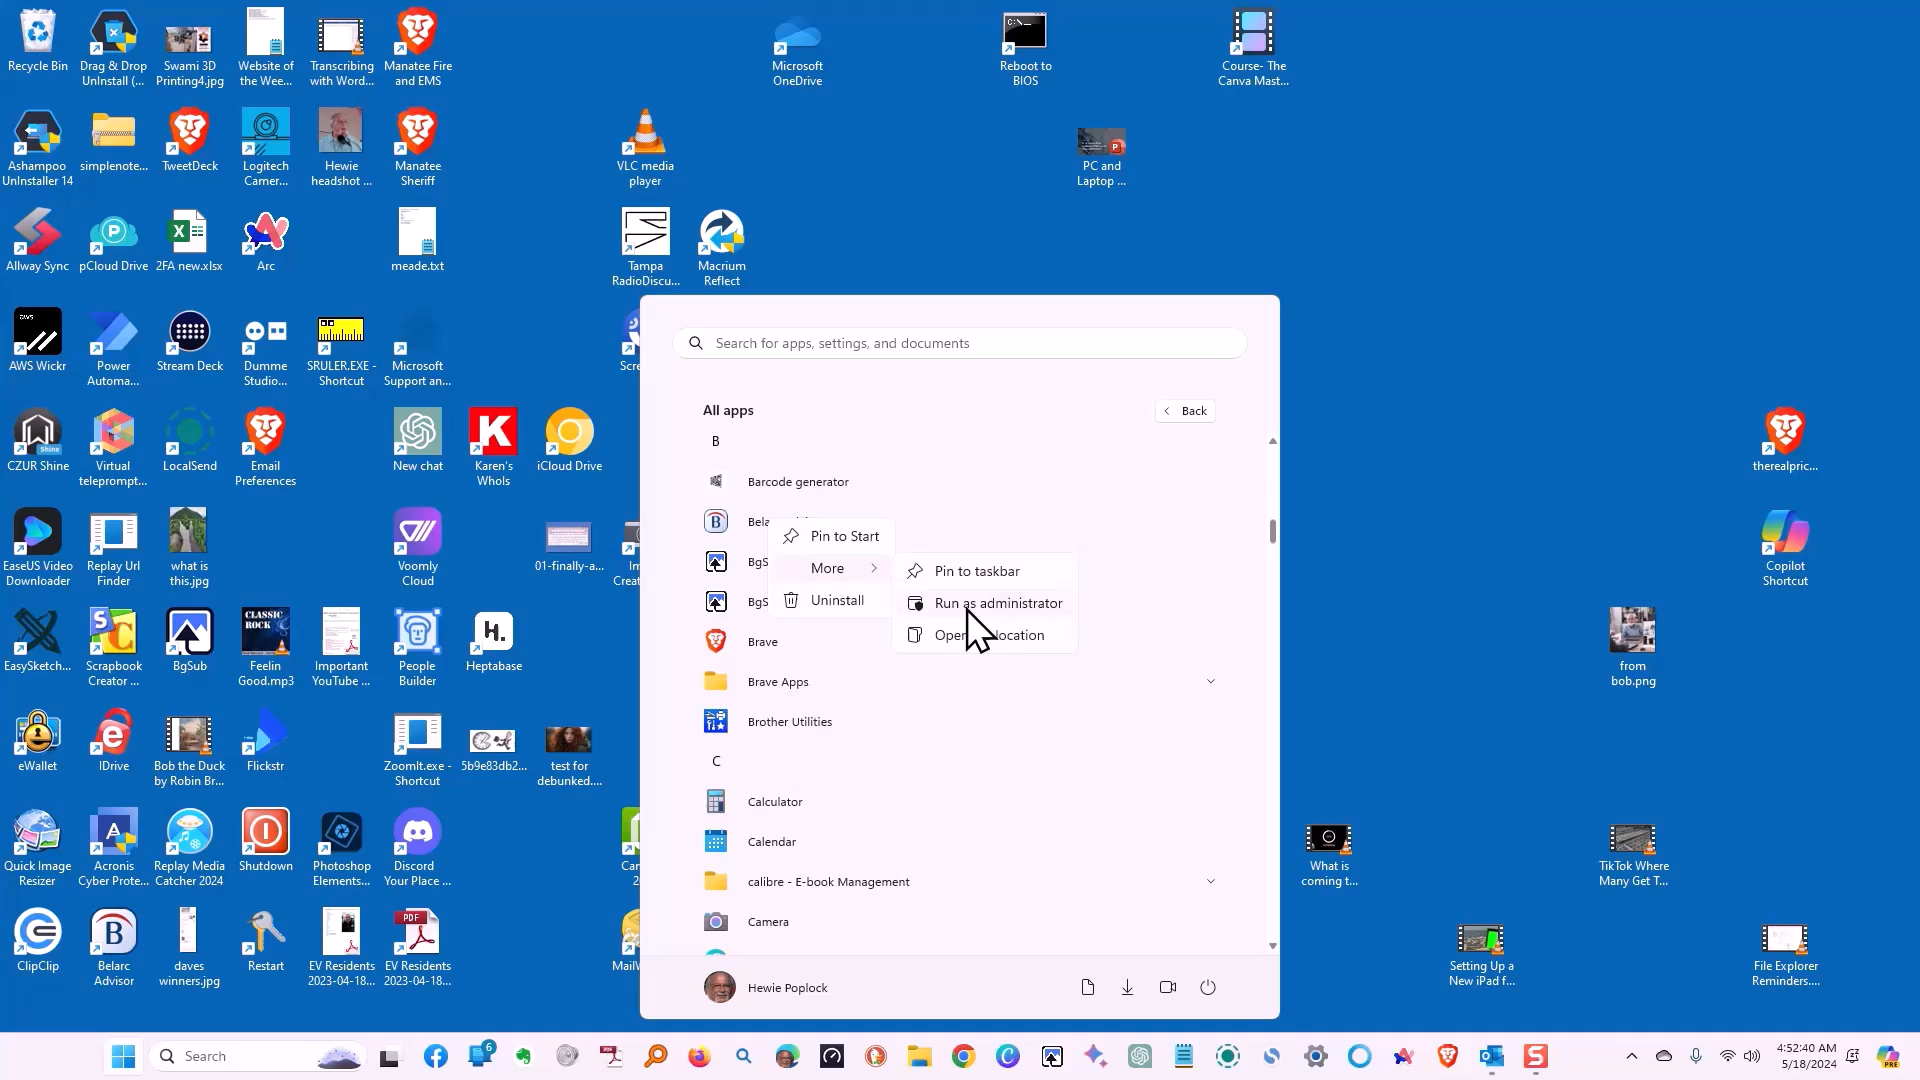 Recycle Bin
Drag & Drop
UnInstall (...
Swami 3D
Printing4.jpg
Website of
the Wee...
Transcribing
with Word...
Manatee Fire
and EMS
Microsoft
OneDrive
Reboot to
BIOS
Course- The
Canva Mast...
Ashampoo
UnInstaller 14
simplenote...
TweetDeck
Logitech
Camer...
Hewie
headshot ...
Manatee
Sheriff
VLC media
player
PC and
Laptop ...
Allway Sync
pCloud Drive
2FA new.xlsx
Arc
meade.txt
Tampa
RadioDiscu...
Macrium
Reflect
aws
AWS Wickr
Power
Automa...
Stream Deck
Dumme
Studio...
SRULER.EXE -
Shortcut
Microsoft
Support an...
Scre
Shine
CZUR Shine
Virtual
teleprompt...
LocalSend
Email
Preferences
New chat
Karen's
WhoIs
iCloud Drive
therealpric...
EaseUS Video
Downloader
Replay Url
Finder
what is
this.jpg
Voomly
Cloud
01-finally-a...
Im
Creat
Copilot
Shortcut
EasySketch...
Scrapbook
Creator ...
BgSub
CLASSIC
ROCK
Feelin
Good.mp3
Important
YouTube ...
People
Builder
H.
Heptabase
from
bob.png
eWallet
IDrive
Bob the Duck
by Robin Br...
Flickstr
ZoomIt.exe -
Shortcut
5b9e83db2...
test for
debunked....
Quick Image
Resizer
Acronis
Cyber Prote...
Replay Media
Catcher 2024
Shutdown
Photoshop
Elements...
Discord
Your Place ...
Can
2
What is
coming t...
TikTok Where
Many Get T...
ClipClip
Belarc
Advisor
daves
winners.jpg
Restart
EV Residents
2023-04-18...
PDF
EV Residents
2023-04-18...
MailW
Setting Up a
New iPad f...
File Explorer
Reminders....
Search for apps, settings, and documents
All apps
Back
B
Barcode generator
Bela
BgS
BgS
Brave
Brave Apps
Brother Utilities
C
Calculator
Calendar
calibre - E-book Management
Camera
Pin to Start
More
Uninstall
Pin to taskbar
Run as administrator
Open location
Hewie Poplock
Search
6
4:52:40 AM
5/18/2024
PRE